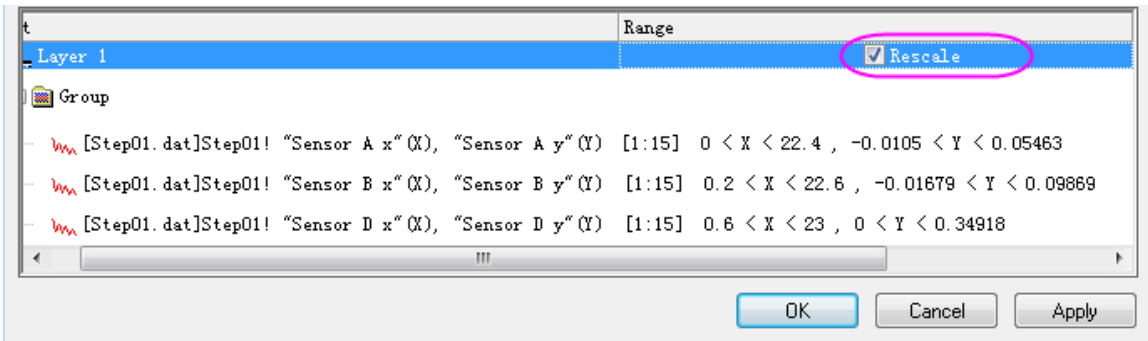 t Range
Layer 1 Rescale
Group
[Step01.dat]Step01! "Sensor A x"(X), "Sensor A y"(Y) [1:15] 0 < X < 22.4 , -0.0105 < Y < 0.05463
[Step01.dat]Step01! "Sensor B x"(X), "Sensor B y"(Y) [1:15] 0.2 < X < 22.6 , -0.01679 < Y < 0.09869
[Step01.dat]Step01! "Sensor D x"(X), "Sensor D y"(Y) [1:15] 0.6 < X < 23 , 0 < Y < 0.34918
OK Cancel Apply